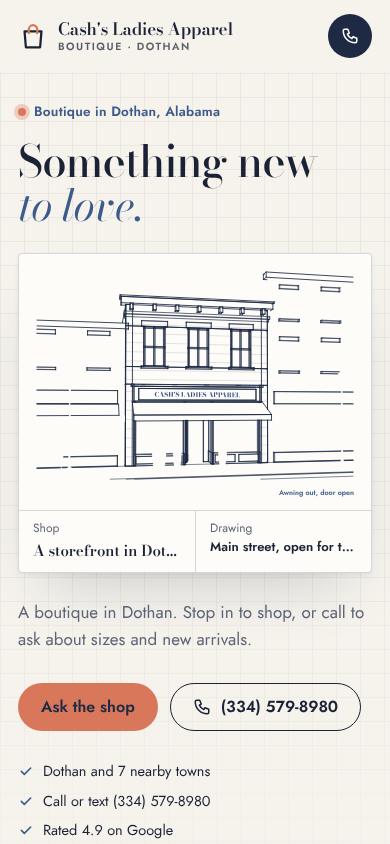 Cash's Ladies Apparel
BOUTIQUE · DOTHAN
Boutique in Dothan, Alabama
Something new
to love.
CASH'S LADIES APPAREL
Awning out, door open
Shop
A storefront in Dot...
Drawing
Main street, open for t...
A boutique in Dothan. Stop in to shop, or call to
ask about sizes and new arrivals.
Ask the shop
(334) 579-8980
Dothan and 7 nearby towns
Call or text (334) 579-8980
Rated 4.9 on Google